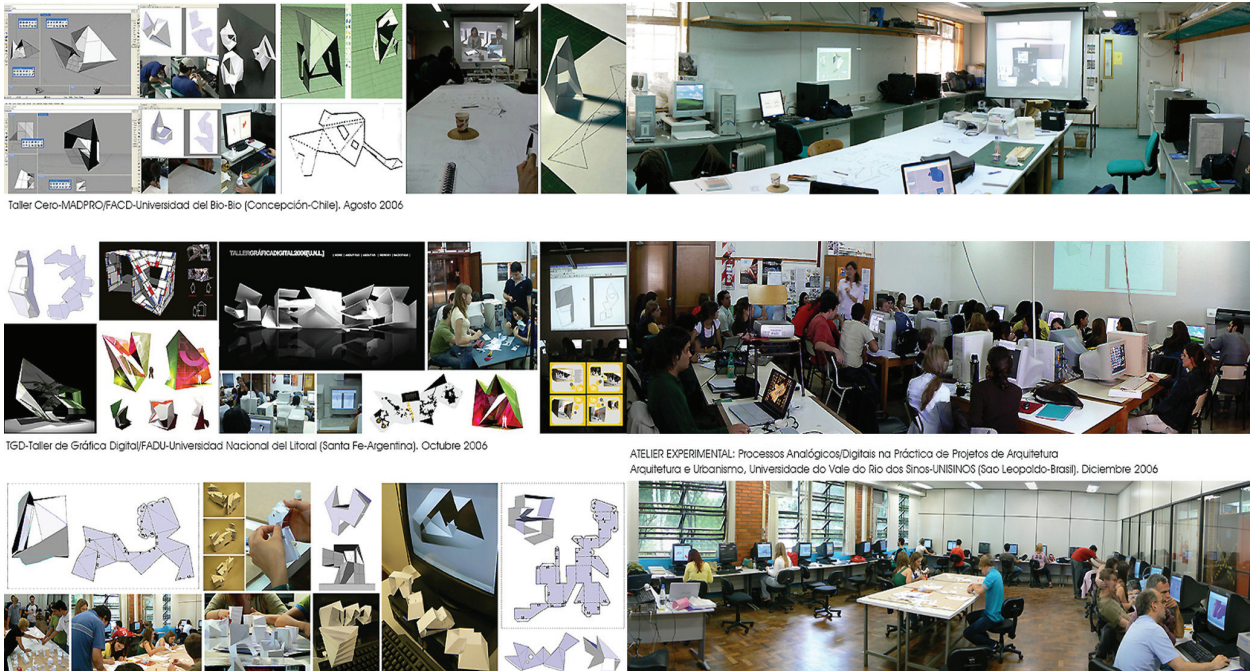 Taller Cero-MADPRO/FACD-Universidad del Bio-Bio (Concepción-Chile). Agosto 2006
TALLERGRÁFICADIGITAL2006[U.N.L.]
TGD-Taller de Gráfica Digital/FADU-Universidad Nacional del Litoral (Santa Fe-Argentina). Octubre 2006
ATELIER EXPERIMENTAL: Processos Analógicos/Digitais na Práctica de Projetos de Arquitetura
Arquitetura e Urbanismo, Universidade do Vale do Rio dos Sinos-UNISINOS (Sao Leopoldo-Brasil). Diciembre 2006